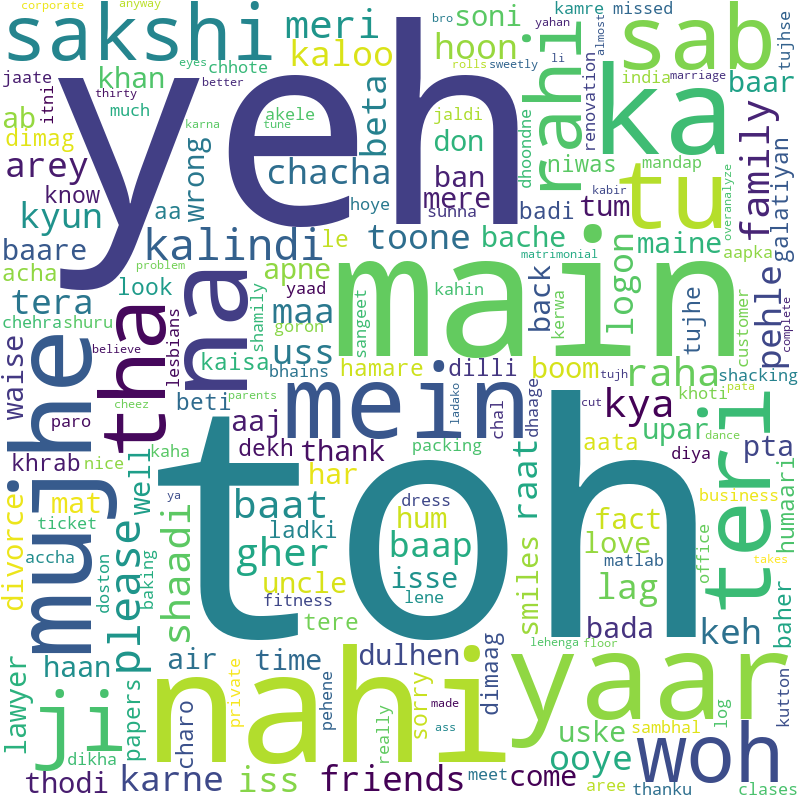 corporate
anyway
sakshi
meri
bro
soni
yahan
kamre
missed
sab
tujhse
jaate
khan
eyes
better
kaloo
hoon
rolls
sweetly
li
almost
india
marriage
baar
itni
thirty
chhote
much
yeh
beta
jaldi
renovation
rahi
ka
ab
dimag
karna
akele
tune
don
dhoondne
niwas
mandap
overanalyze
family
galatiyan
arey
wrong
chacha
ban
know
hoye
mere
sunna
badi
kabir
tum
tu
kyun
aa
baare
kalindi
le
toone
bache
maine
aapka
acha
problem
na
apne
matrimonial
logon
pehle
tera
look
yaad
kahin
back
main
tujhe
customer
complete
chehra
shuru
maa
shamily
goron
sangeet
kerwa
waise
mujhe
believe
tha
lesbians
kaisa
uss
bhains
hamare
dilli
boom
tujh
raha
shacking
cheez
parents
beti
mein
ladako
chal
dhaage
cut
kya
khoti
pata
paro
aaj
dance
khrab
nice
well
kaha
dekh
thank
packing
raat
aata
upar
diya
pta
teri
humaari
divorce
mat
ya
toh
har
baat
dress
ticket
ladki
hum
fact
business
accha
please
doston
baking
shaadi
gher
baap
smiles
love
matlab
office
takes
uncle
isse
lag
fitness
lene
tere
bada
keh
baher
lawyer
haan
air
time
dulhen
dimaag
lehenga
floor
ji
papers
charo
nahi
private
pehene
made
sorry
yaar
woh
kutton
dikha
really
ass
uske
sambhal
log
thodi
karne
iss
friends
meet
come
ooye
aree
thanku
clases